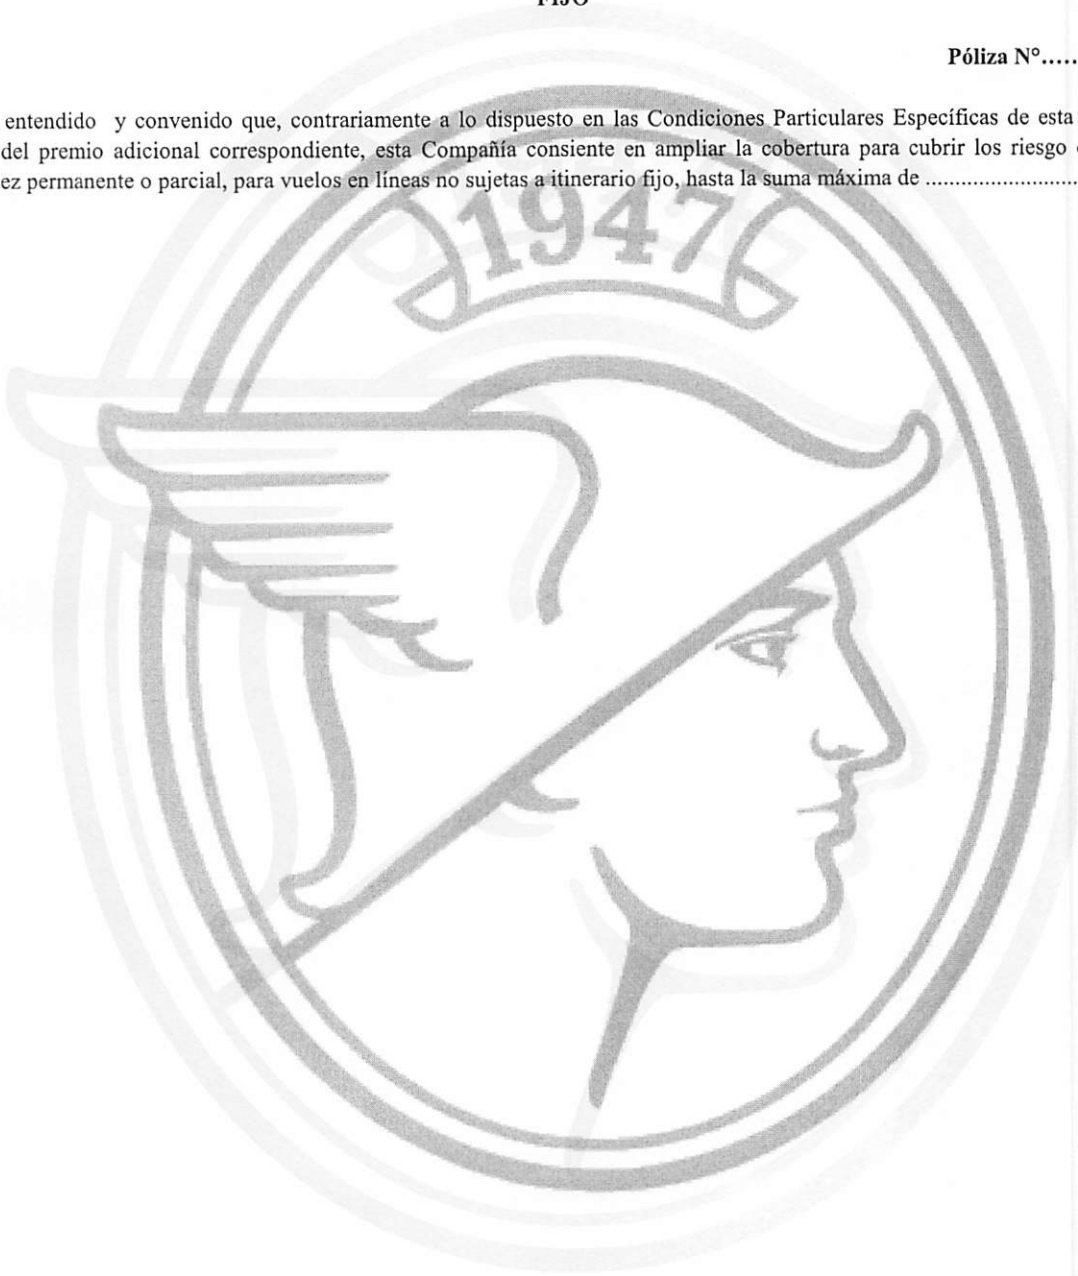 FIJO
Póliza N°.....
entendido y convenido que, contrariamente a lo dispuesto en las Condiciones Particulares Específicas de esta
del premio adicional correspondiente, esta Compañía consiente en ampliar la cobertura para cubrir los riesgo
ez permanente o parcial, para vuelos en líneas no sujetas a itinerario fijo, hasta la suma máxima de ...........................
1947